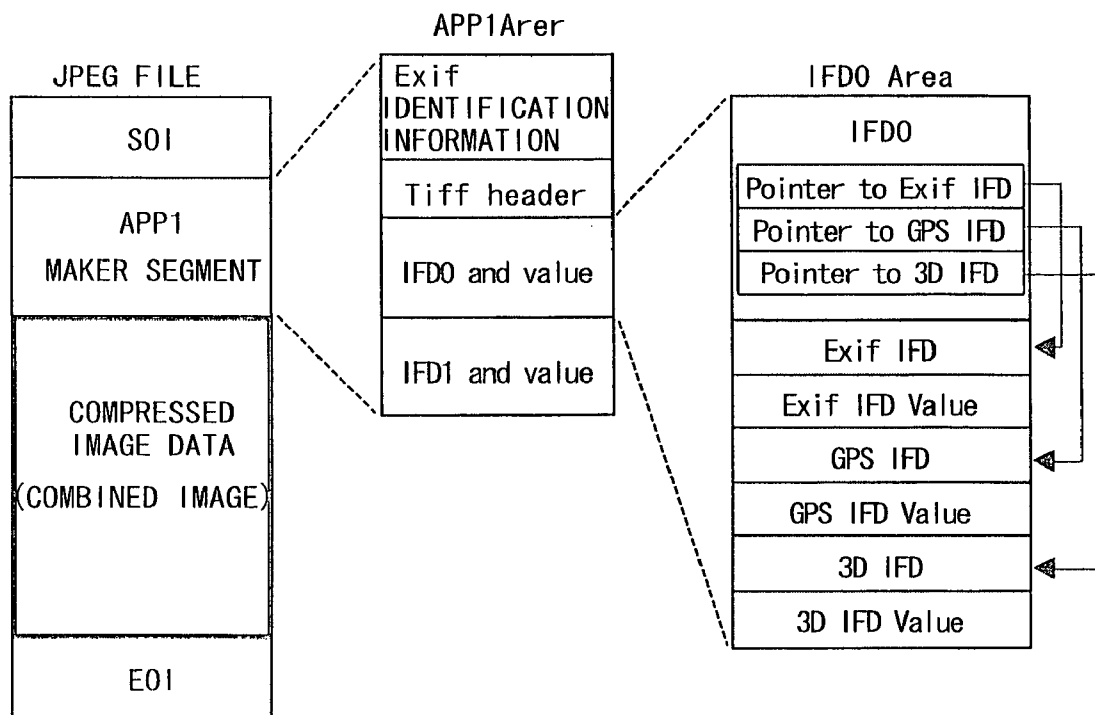 JPEG FILE
SOI
APP1
MAKER SEGMENT
COMPRESSED
IMAGE DATA
(COMBINED IMAGE)
EOI
APP1Arer
Exif
IDENTIFICATION
INFORMATION
Tiff header
IFD0 and value
IFD1 and value
IFD0 Area
IFD0
Pointer to Exif IFD
Pointer to GPS IFD
Pointer to 3D IFD
Exif IFD
Exif IFD Value
GPS IFD
GPS IFD Value
3D IFD
3D IFD Value